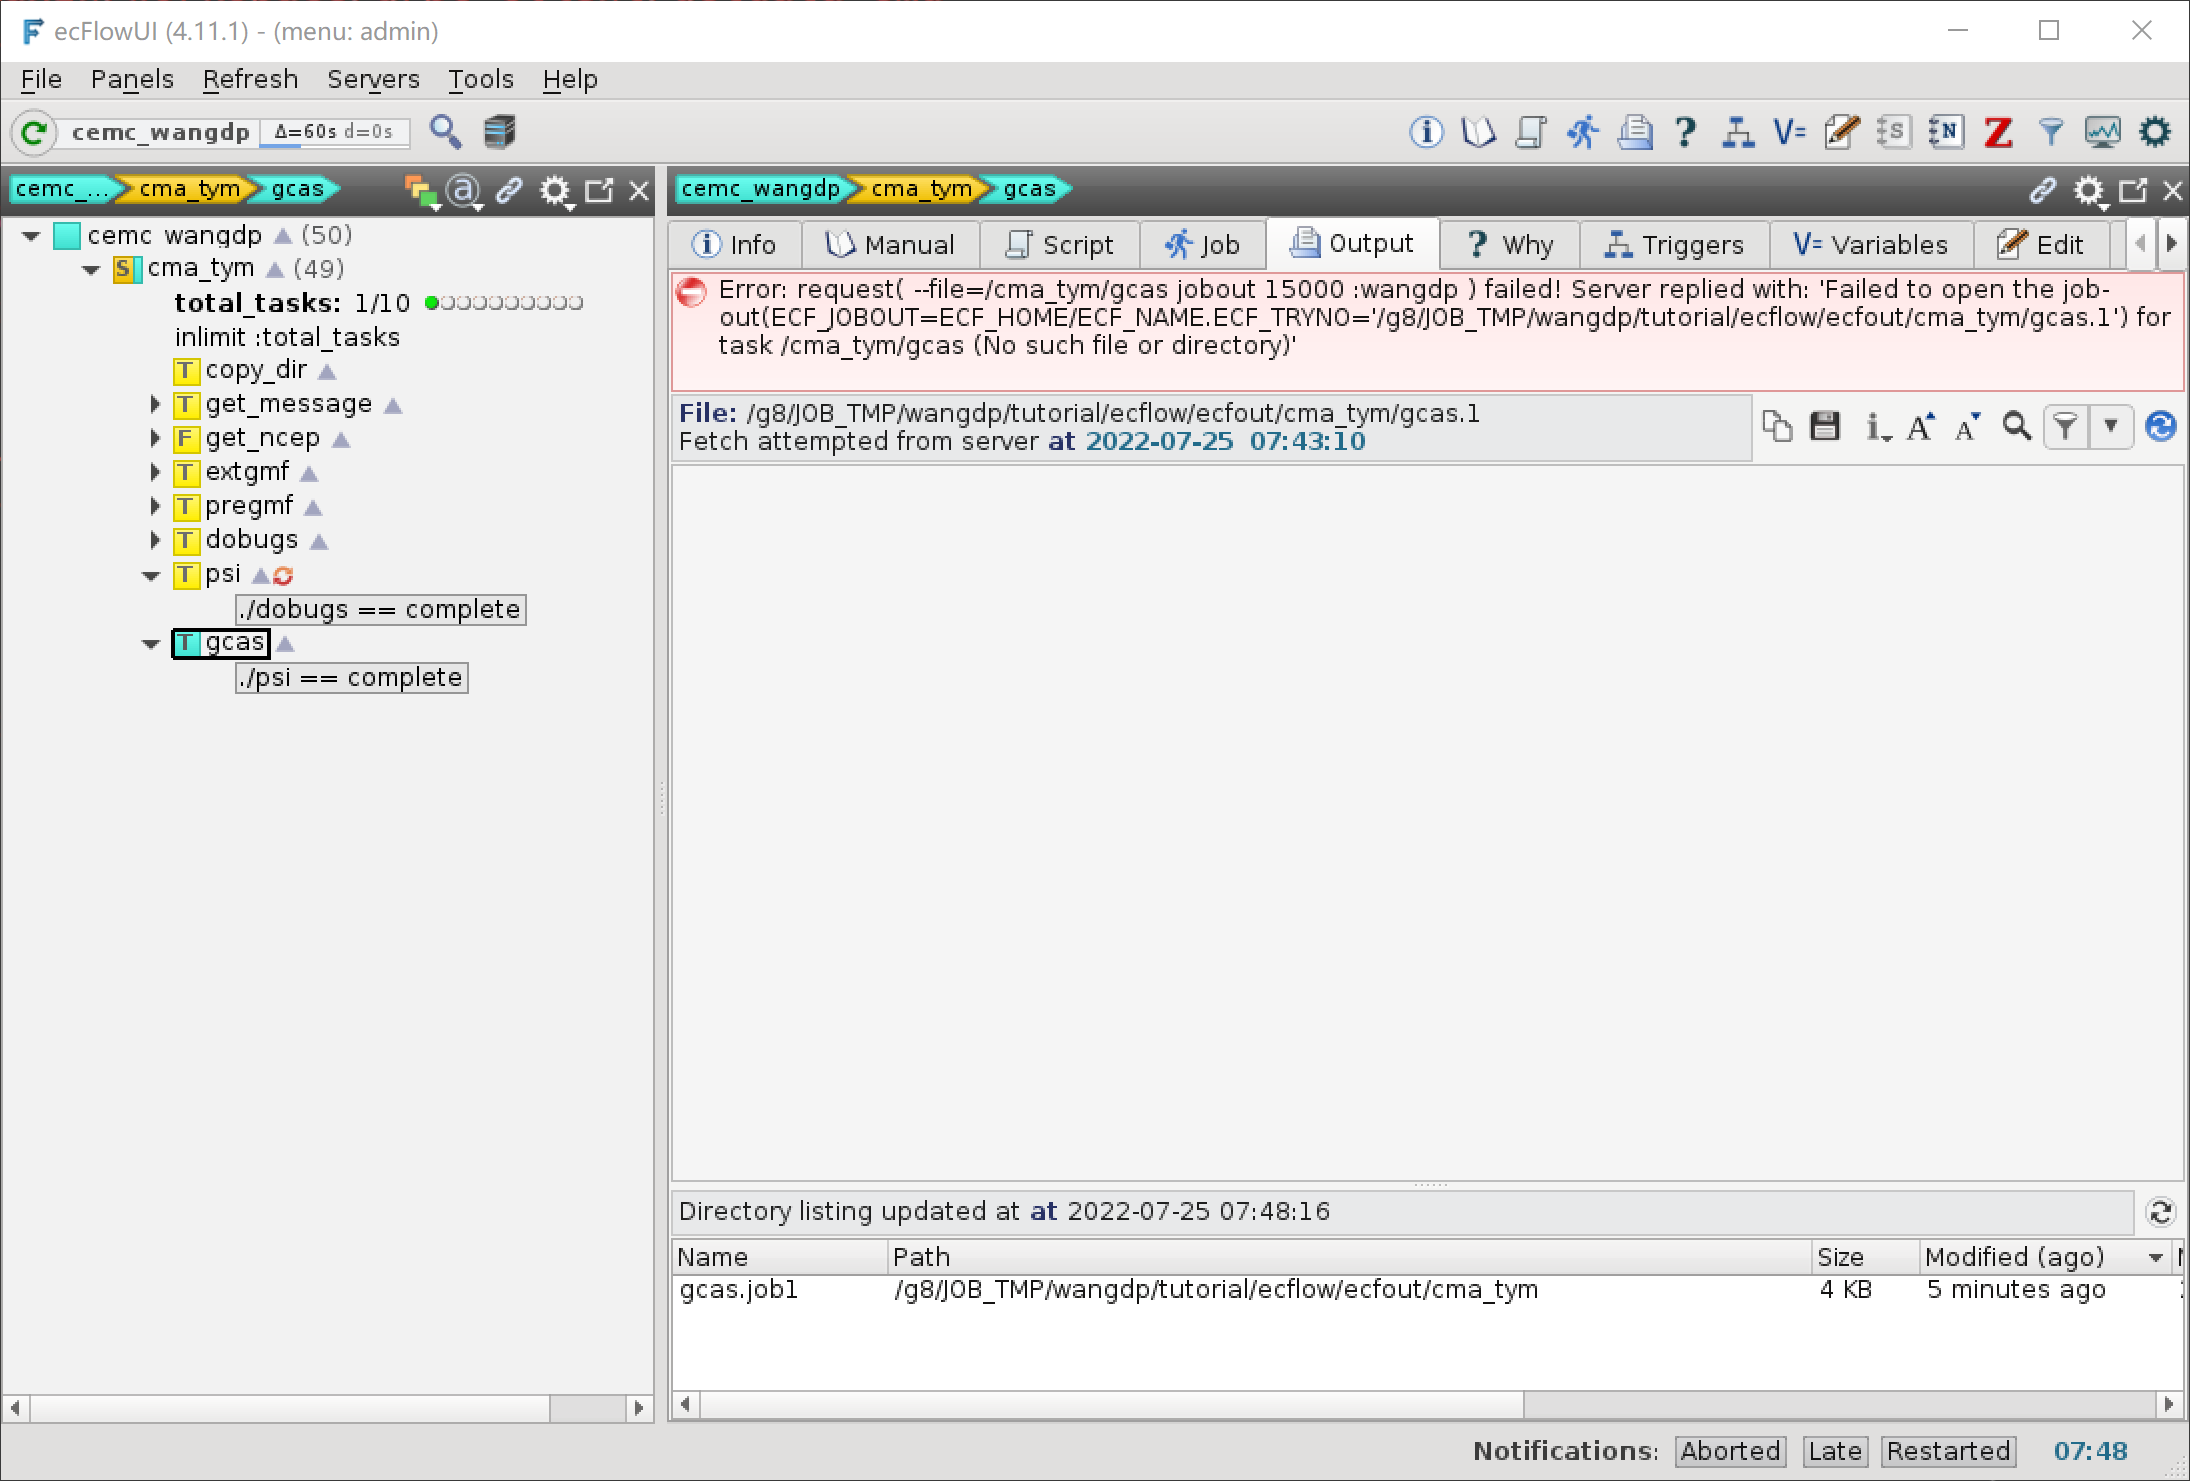 ecFlowUI (4.11.1) - (menu: admin)
File Panels Refresh Servers Tools Help
cemc_wangdp Δ=60s d=0s
V= S N Z
cemc_... cma_tym gcas
@
cemc_wangdp cma_tym gcas
Info Manual Script Job Output ? Why Triggers V= Variables Edit
cemc_wangdp (50)
S cma_tym (49)
total_tasks: 1/10
inlimit :total_tasks
T copy_dir
T get_message
F get_ncep
T extgmf
T pregmf
T dobugs
T psi
./dobugs == complete
T gcas
./psi == complete
Error: request( --file=/cma_tym/gcas jobout 15000 :wangdp ) failed! Server replied with: 'Failed to open the job-
out(ECF_JOBOUT=ECF_HOME/ECF_NAME.ECF_TRYNO='/g8/JOB_TMP/wangdp/tutorial/ecflow/ecfout/cma_tym/gcas.1') for
task /cma_tym/gcas (No such file or directory)'
File: /g8/JOB_TMP/wangdp/tutorial/ecflow/ecfout/cma_tym/gcas.1
Fetch attempted from server at 2022-07-25 07:43:10
Directory listing updated at at 2022-07-25 07:48:16
Name Path Size Modified (ago)
gcas.job1 /g8/JOB_TMP/wangdp/tutorial/ecflow/ecfout/cma_tym 4 KB 5 minutes ago
Notifications: Aborted Late Restarted 07:48